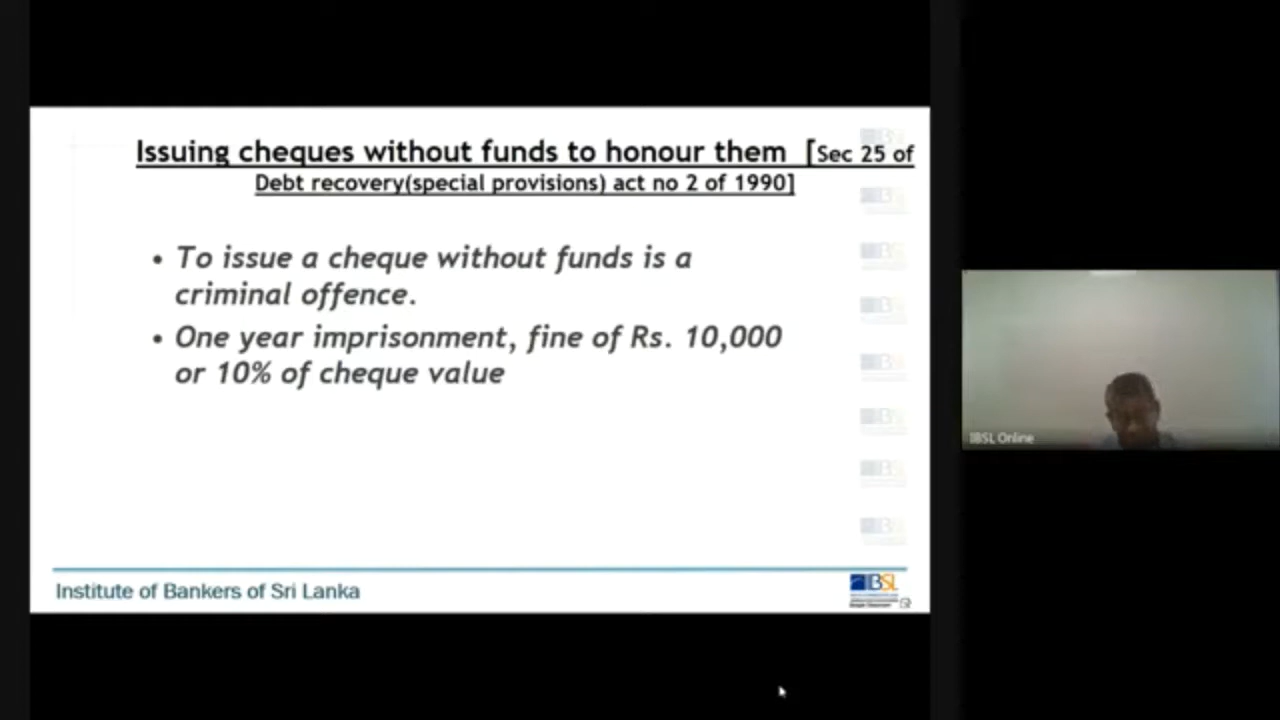 Issuing cheques without funds to honour them [Sec 25 of
Debt recovery(special provisions) act no 2 of 1990]
• To issue a cheque without funds is a
criminal offence.
• One year imprisonment, fine of Rs. 10,000
or 10% of cheque value
IBSL Online
Institute of Bankers of Sri Lanka
IBSL